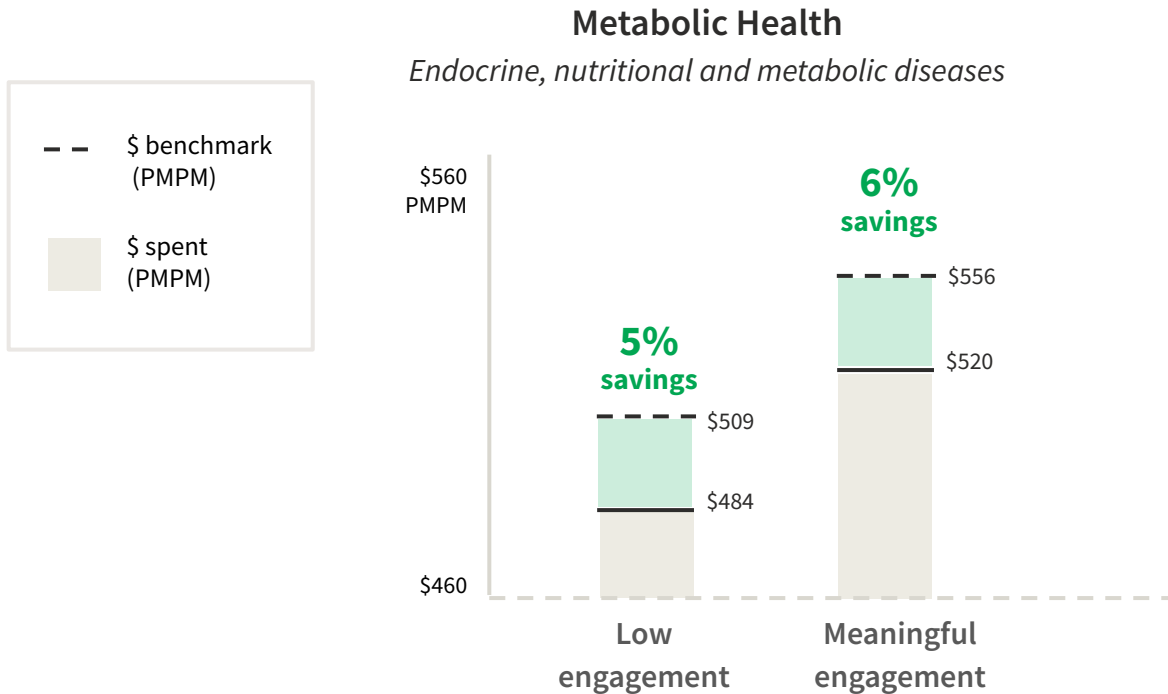 Metabolic Health
Endocrine, nutritional and metabolic diseases
$ benchmark
(PMPM)
$ spent
(PMPM)
$560
PMPM
6%
savings
$556
$520
5%
savings
$509
$484
$460
Low
engagement
Meaningful
engagement